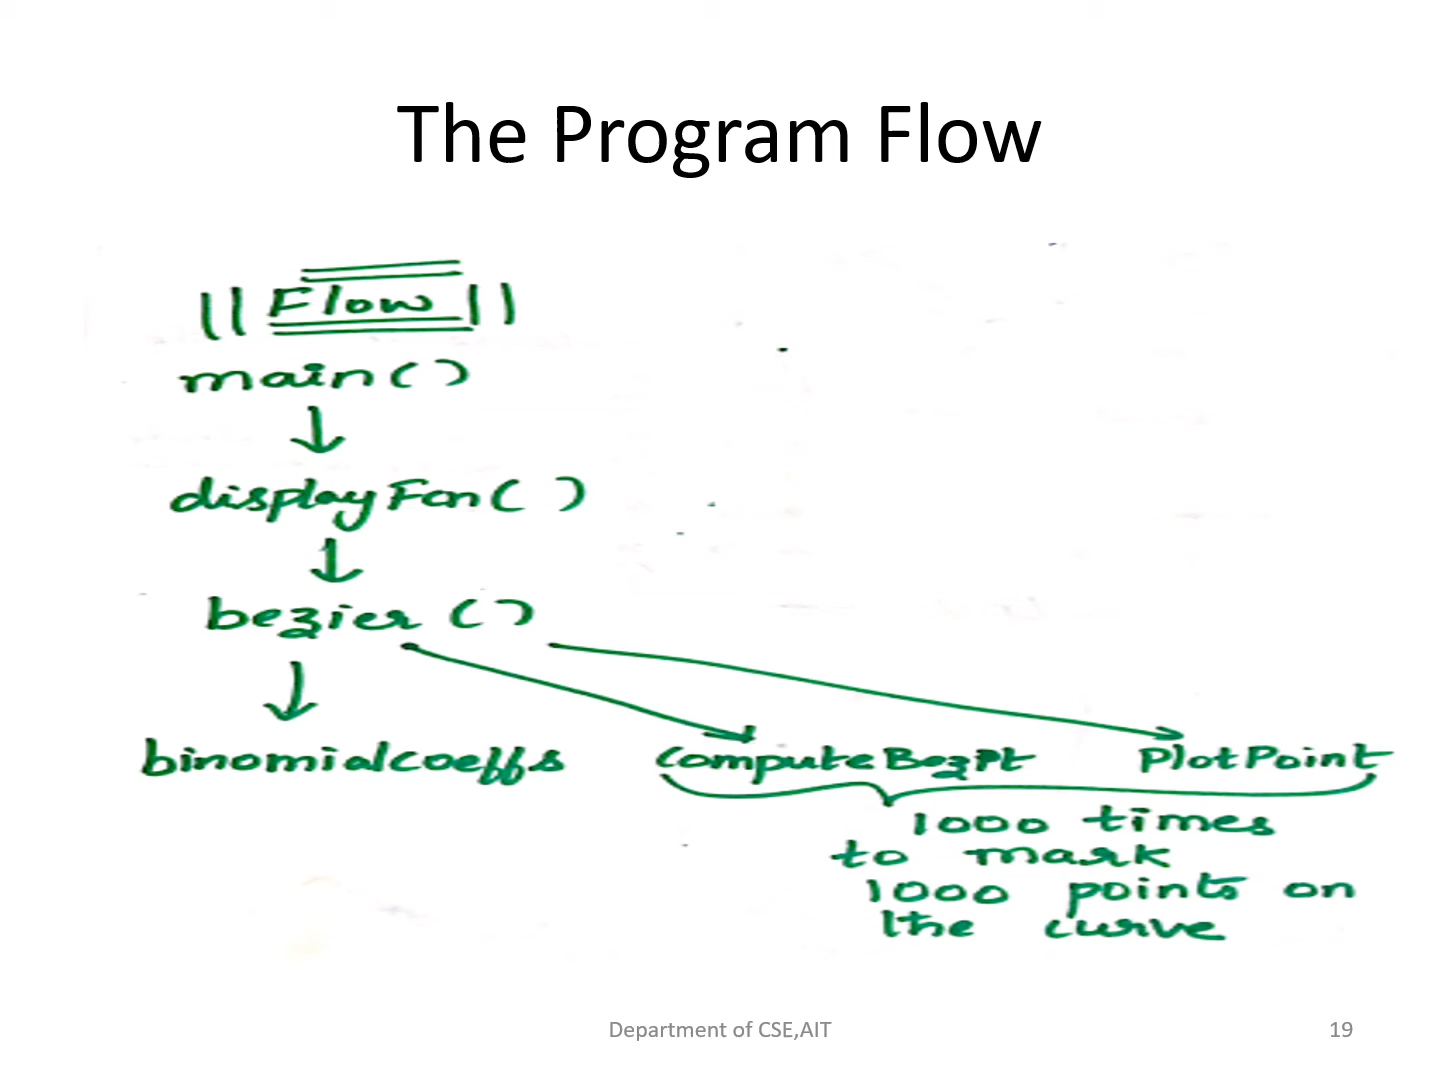 The Program Flow
|| Flow ||
main()
↓
displayFcn( )
↓
bezier ()
binomialcoeffs computeBezPt PlotPoint
1000 times
to mark
1000 points on
the curve
Department of CSE,AIT 19